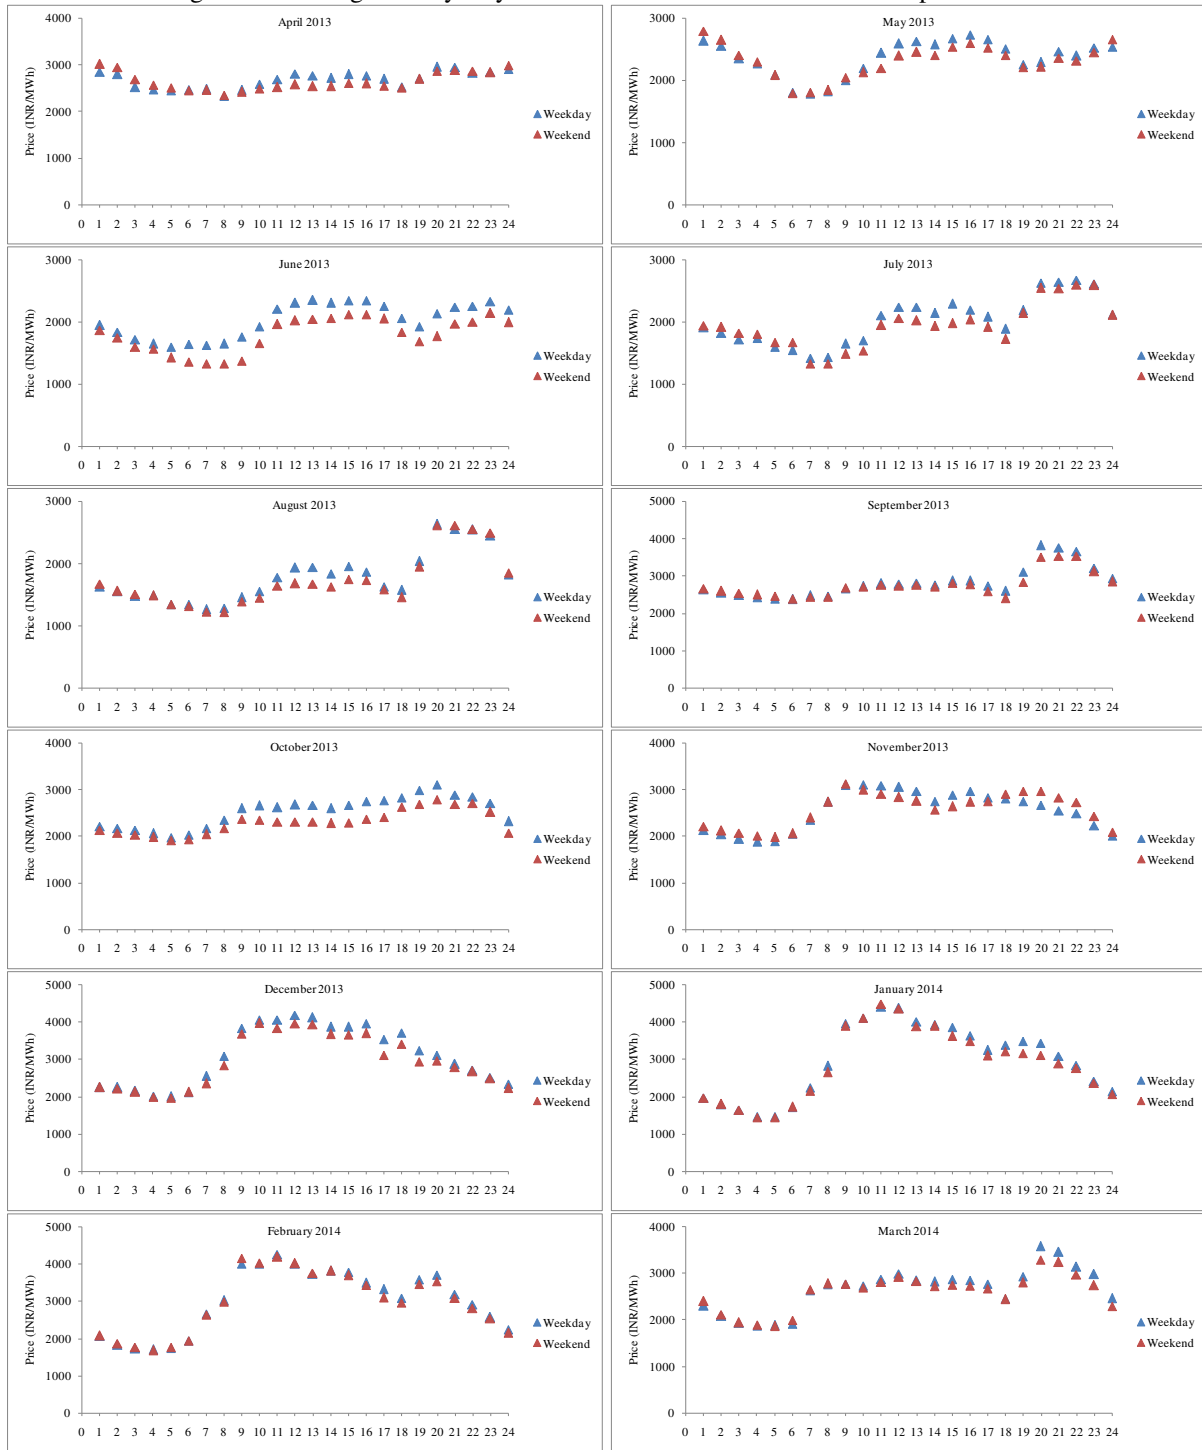 April 2013
4000
3000
2000
1000
0
Price (INR/MWh)
Weekday
Weekend
0 1 2 3 4 5 6 7 8 9 10 11 12 13 14 15 16 17 18 19 20 21 22 23 24
May 2013
3000
2000
1000
0
Price (INR/MWh)
Weekday
Weekend
0 1 2 3 4 5 6 7 8 9 10 11 12 13 14 15 16 17 18 19 20 21 22 23 24
June 2013
3000
2000
1000
0
Price (INR/MWh)
Weekday
Weekend
0 1 2 3 4 5 6 7 8 9 10 11 12 13 14 15 16 17 18 19 20 21 22 23 24
July 2013
3000
2000
1000
0
Price (INR/MWh)
Weekday
Weekend
0 1 2 3 4 5 6 7 8 9 10 11 12 13 14 15 16 17 18 19 20 21 22 23 24
August 2013
3000
2000
1000
0
Price (INR/MWh)
Weekday
Weekend
0 1 2 3 4 5 6 7 8 9 10 11 12 13 14 15 16 17 18 19 20 21 22 23 24
September 2013
5000
4000
3000
2000
1000
0
Price (INR/MWh)
Weekday
Weekend
0 1 2 3 4 5 6 7 8 9 10 11 12 13 14 15 16 17 18 19 20 21 22 23 24
October 2013
4000
3000
2000
1000
0
Price (INR/MWh)
Weekday
Weekend
0 1 2 3 4 5 6 7 8 9 10 11 12 13 14 15 16 17 18 19 20 21 22 23 24
November 2013
4000
3000
2000
1000
0
Price (INR/MWh)
Weekday
Weekend
0 1 2 3 4 5 6 7 8 9 10 11 12 13 14 15 16 17 18 19 20 21 22 23 24
December 2013
5000
4000
3000
2000
1000
0
Price (INR/MWh)
Weekday
Weekend
0 1 2 3 4 5 6 7 8 9 10 11 12 13 14 15 16 17 18 19 20 21 22 23 24
January 2014
5000
4000
3000
2000
1000
0
Price (INR/MWh)
Weekday
Weekend
0 1 2 3 4 5 6 7 8 9 10 11 12 13 14 15 16 17 18 19 20 21 22 23 24
February 2014
5000
4000
3000
2000
1000
0
Price (INR/MWh)
Weekday
Weekend
0 1 2 3 4 5 6 7 8 9 10 11 12 13 14 15 16 17 18 19 20 21 22 23 24
March 2014
4000
3000
2000
1000
0
Price (INR/MWh)
Weekday
Weekend
0 1 2 3 4 5 6 7 8 9 10 11 12 13 14 15 16 17 18 19 20 21 22 23 24